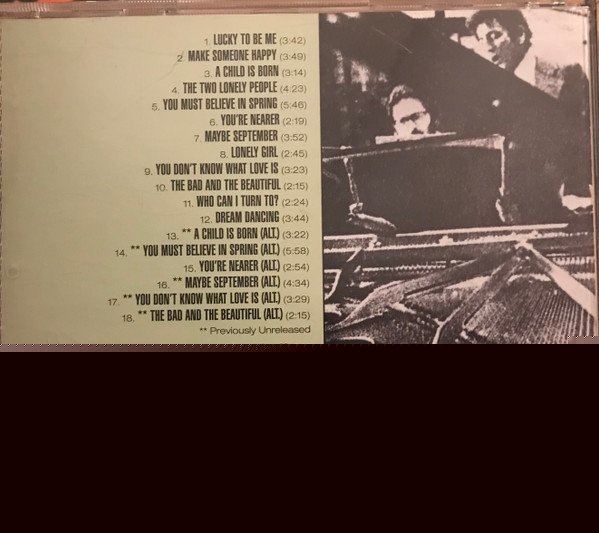 1. LUCKY TO BE ME (3:42)
2. MAKE SOMEONE HAPPY (3:49)
3. A CHILD IS BORN (3:14)
4. THE TWO LONELY PEOPLE (4:23)
5. YOU MUST BELIEVE IN SPRING (5:46)
6. YOU'RE NEARER (2:19)
7. MAYBE SEPTEMBER (3:52)
8. LONELY GIRL (2:45)
9. YOU DON'T KNOW WHAT LOVE IS (3:23)
10. THE BAD AND THE BEAUTIFUL (2:15)
11. WHO CAN I TURN TO? (2:24)
12. DREAM DANCING (3:44)
13. ** A CHILD IS BORN (ALT.) (3:22)
14. ** YOU MUST BELIEVE IN SPRING (ALT.) (5:58)
15. YOU'RE NEARER (ALT.) (2:54)
16. ** MAYBE SEPTEMBER (ALT.) (4:34)
17. ** YOU DON'T KNOW WHAT LOVE IS (ALT.) (3:29)
18. ** THE BAD AND THE BEAUTIFUL (ALT.) (2:15)
** Previously Unreleased